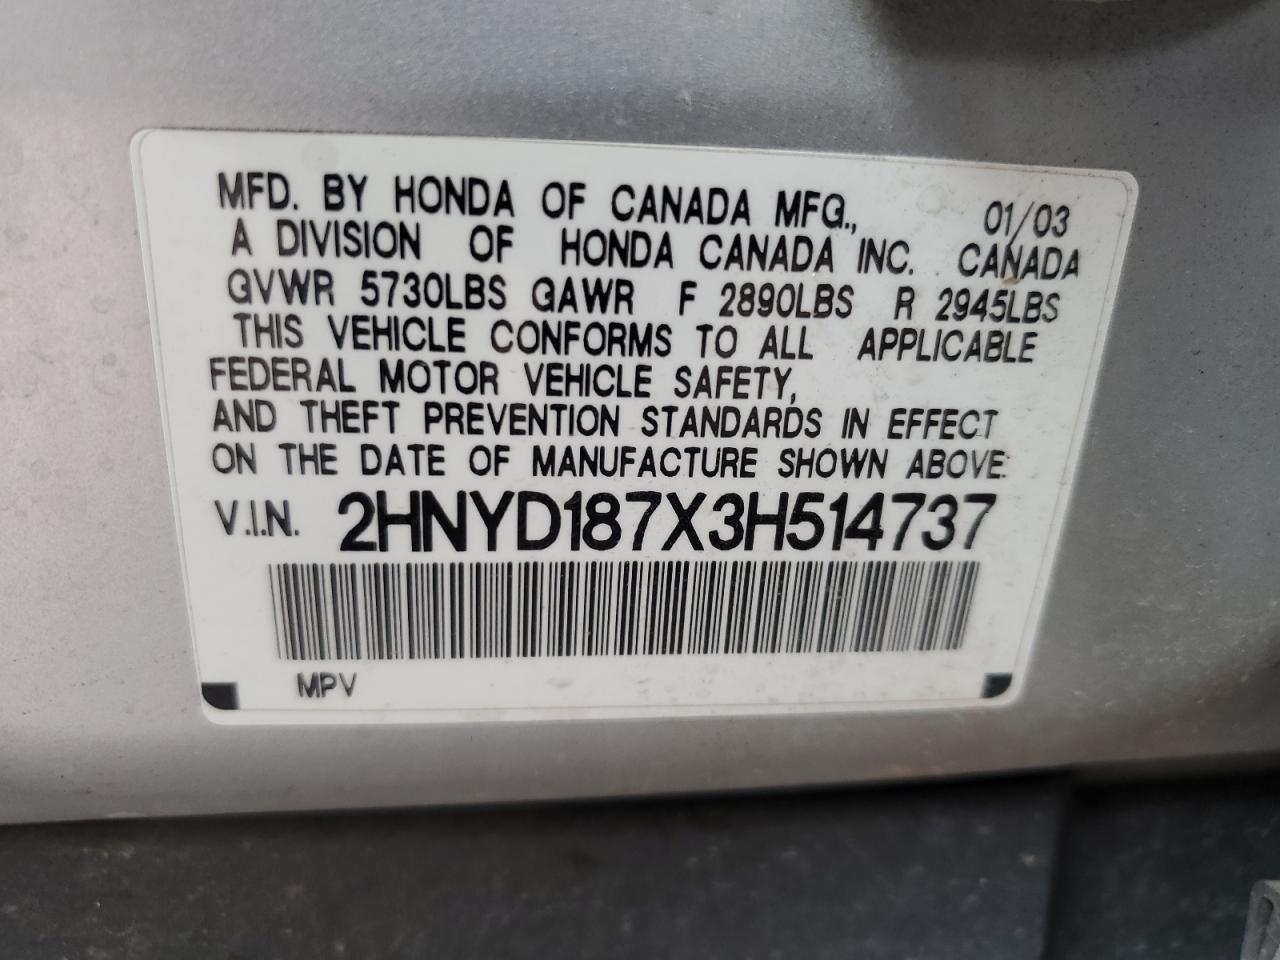 MFD. BY HONDA OF CANADA MFG., 01/03
A DIVISION OF HONDA CANADA INC. CANADA
GVWR 5730LBS GAWR F 2890LBS R 2945LBS
THIS VEHICLE CONFORMS TO ALL APPLICABLE
FEDERAL MOTOR VEHICLE SAFETY,
AND THEFT PREVENTION STANDARDS IN EFFECT
ON THE DATE OF MANUFACTURE SHOWN ABOVE.
V.I.N. 2HNYD187X3H514737
MPV